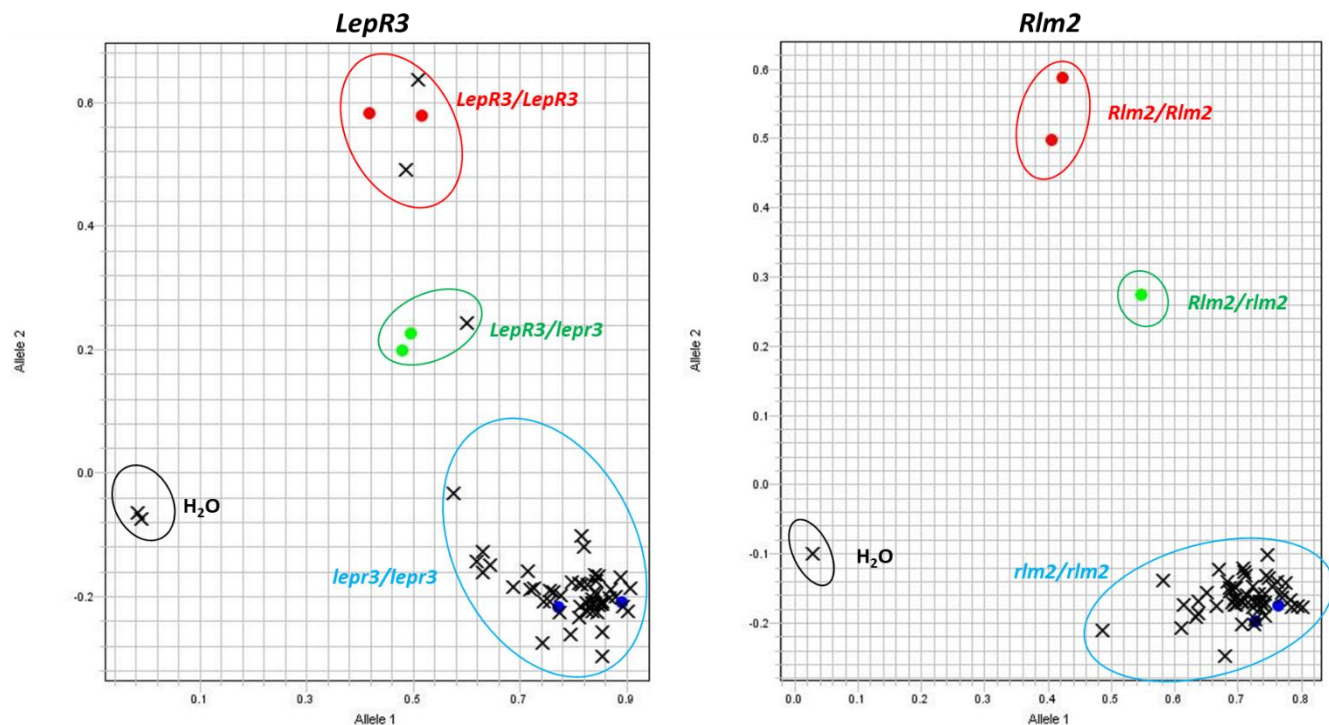 LepR3
0.6
0.4
0.2
0.0
-0.2
Allele 2
LepR3/LepR3
LepR3/lepr3
H₂O
lepr3/lepr3
0.1
0.3
0.5
0.7
0.9
Allele 1
Rlm2
0.6
0.5
0.4
0.3
0.2
0.1
0.0
-0.1
-0.2
Allele 2
Rlm2/Rlm2
Rlm2/rlm2
H₂O
rlm2/rlm2
0.0
0.1
0.2
0.3
0.4
0.5
0.6
0.7
0.8
Allele 1